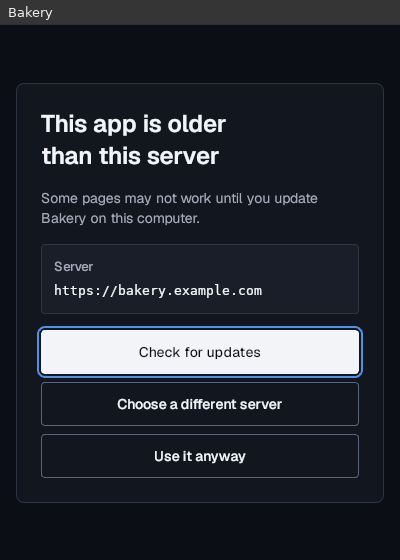 Bakery
This app is older
than this server
Some pages may not work until you update
Bakery on this computer.
Server
https://bakery.example.com
Check for updates
Choose a different server
Use it anyway